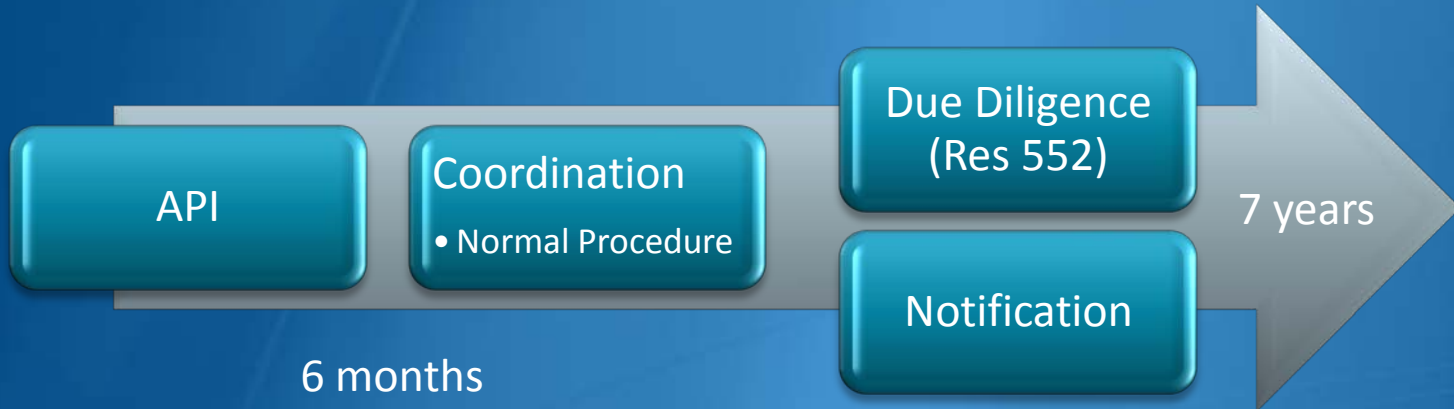 API
Coordination
• Normal Procedure
Due Diligence
(Res 552)
Notification
7 years
6 months